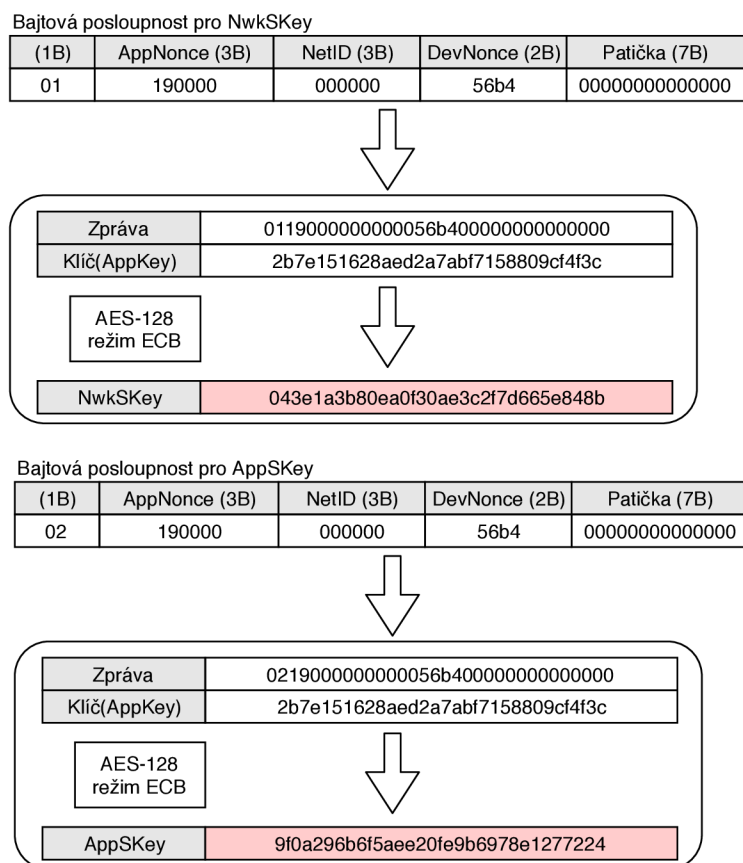 Bajtová posloupnost pro NwkSKey
(1B) AppNonce (3B) NetID (3B) DevNonce (2B) Patička (7B)
01 190000 000000 56b4 00000000000000
Zpráva 0119000000000056b400000000000000
Klíč(AppKey) 2b7e151628aed2a7abf7158809cf4f3c
AES-128
režim ECB
NwkSKey 043e1a3b80ea0f30ae3c2f7d665e848b
Bajtová posloupnost pro AppSKey
(1B) AppNonce (3B) NetID (3B) DevNonce (2B) Patička (7B)
02 190000 000000 56b4 00000000000000
Zpráva 0219000000000056b400000000000000
Klíč(AppKey) 2b7e151628aed2a7abf7158809cf4f3c
AES-128
režim ECB
AppSKey 9f0a296b6f5aee20fe9b6978e1277224